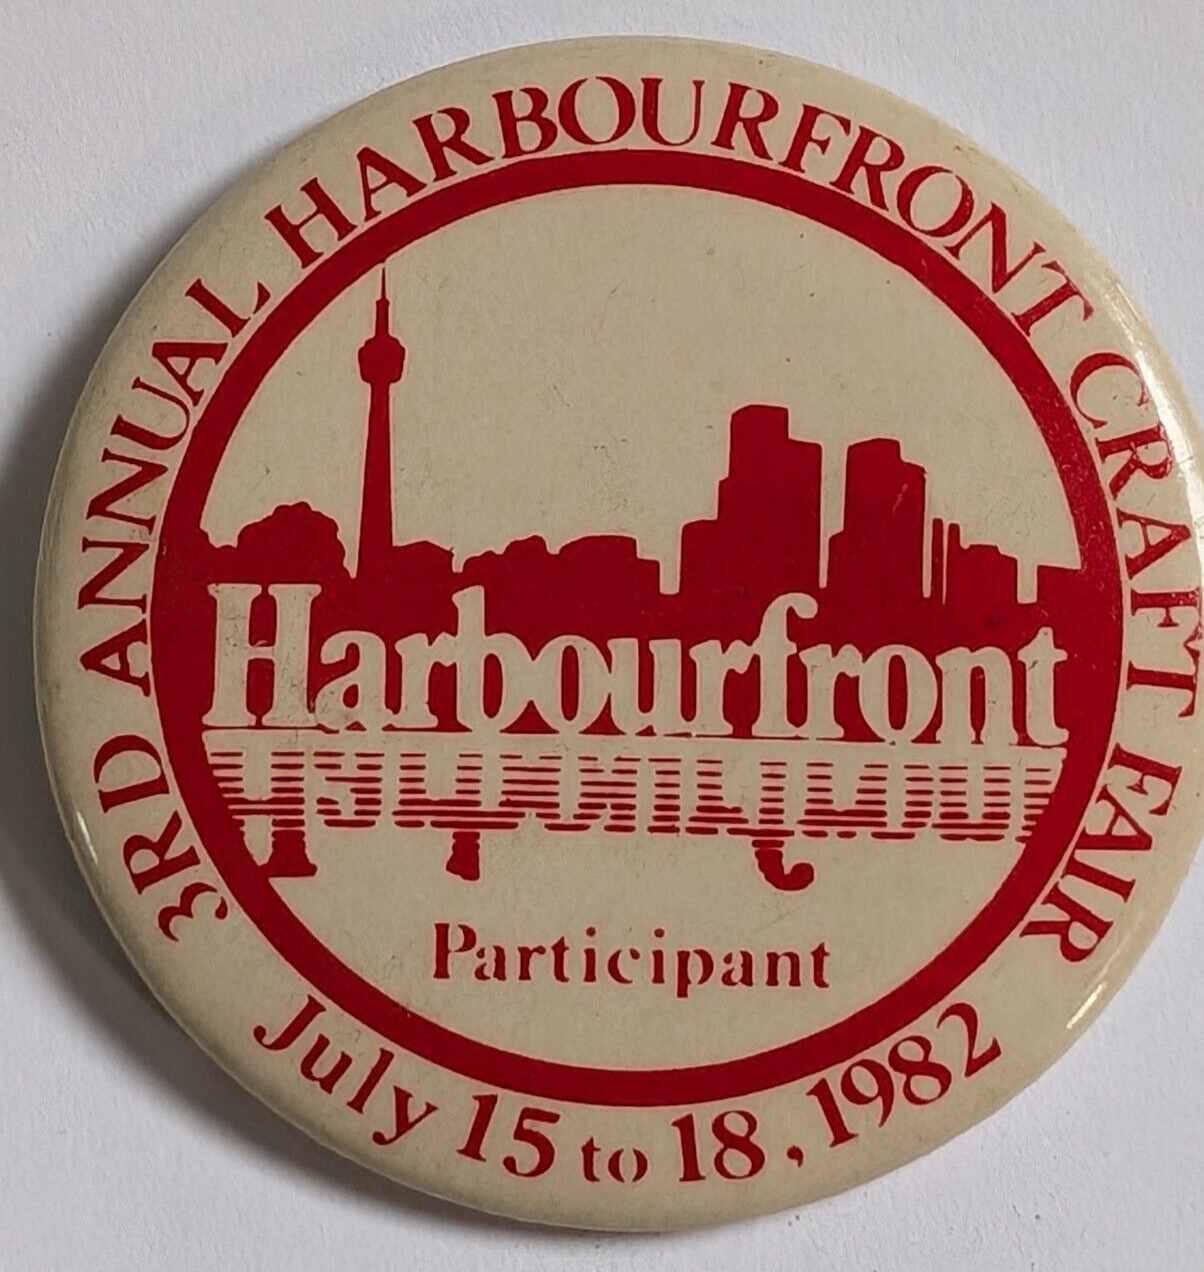 3RD ANNUAL HARBOURFRONT CRAFT FAIR
Harbourfront
Participant
July 15 to 18, 1982